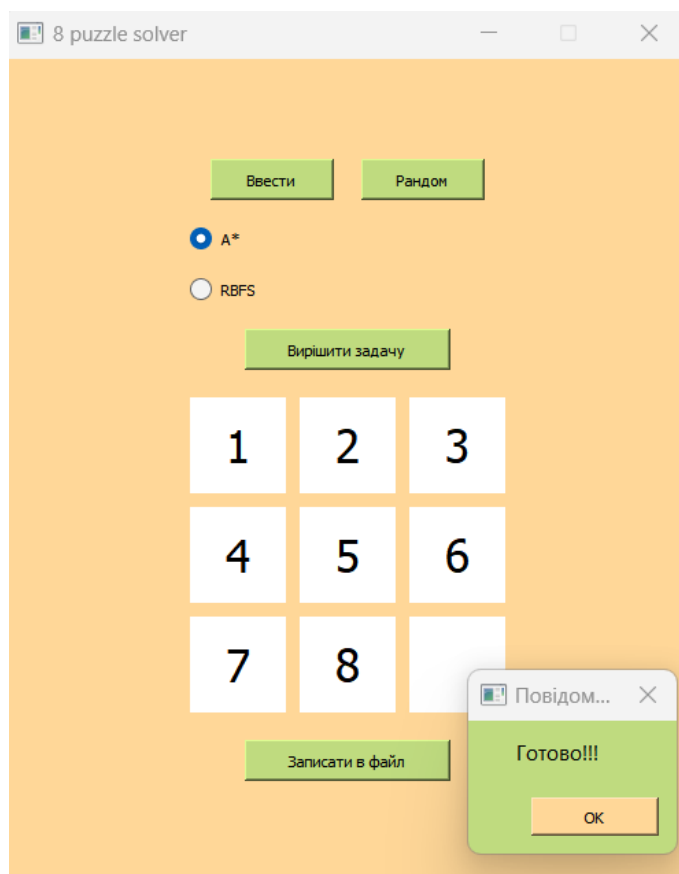 8 puzzle solver
Ввести Рандом
A*
RBFS
Вирішити задачу
1 2 3
4 5 6
7 8
Повідом...
Готово!!!
Записати в файл
OK